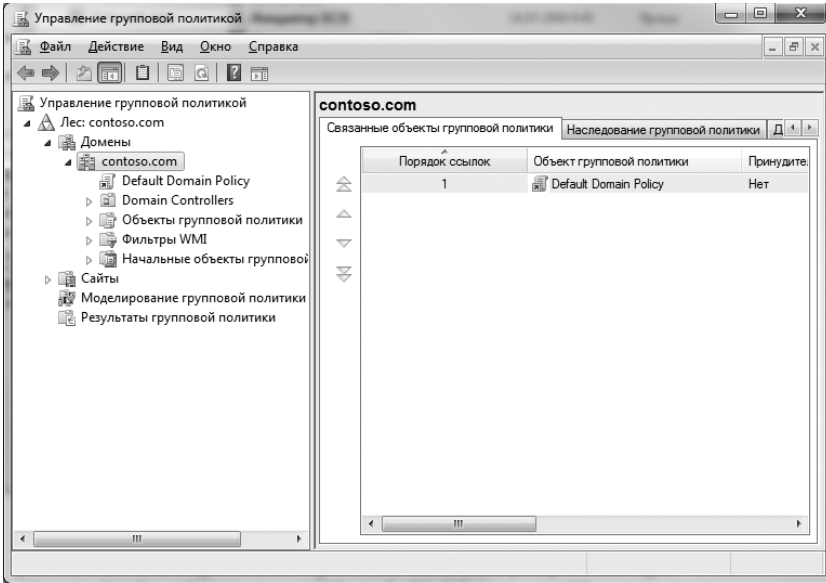 Управление групповой политикой
Файл Действие Вид Окно Справка
Управление групповой политикой
Лес: contoso.com
Домены
contoso.com
Default Domain Policy
Domain Controllers
Объекты групповой политики
Фильтры WMI
Начальные объекты групповой
Сайты
Моделирование групповой политики
Результаты групповой политики
contoso.com
Связанные объекты групповой политики Наследование групповой политики Д
Порядок ссылок Объект групповой политики Принудите
1 Default Domain Policy Нет